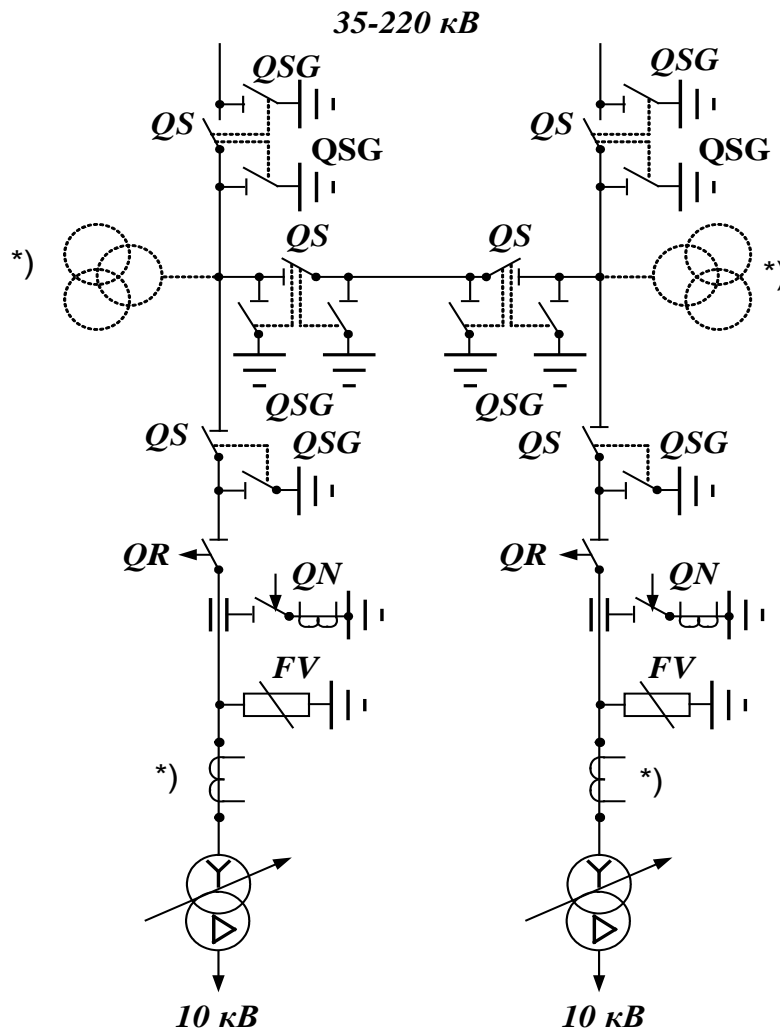 35-220 кВ
QSG QSG
QS QS
QSG QSG
*) QS QS *)
QSG QSG
QS QSG QS QSG
QR QN QR QN
FV FV
*) *)
10 кВ 10 кВ